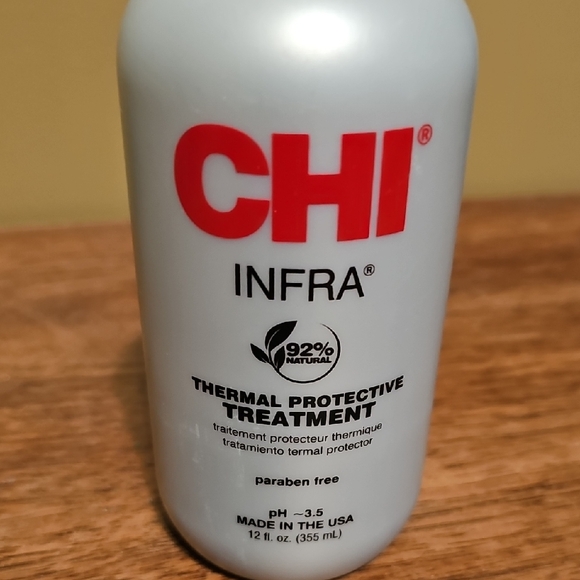 CHI®
INFRA®
92%
NATURAL
THERMAL PROTECTIVE
TREATMENT
traitement protecteur thermique
tratamiento termal protector
paraben free
pH ~3.5
MADE IN THE USA
12 fl. oz. (355 mL)